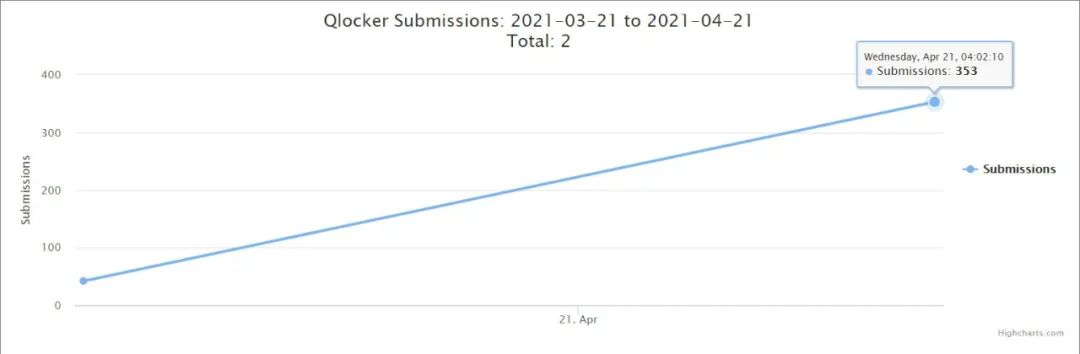 Qlocker Submissions: 2021-03-21 to 2021-04-21
Total: 2
Wednesday, Apr 21, 04:02:10
Submissions: 353
400
300
200
100
0
Submissions
Submissions
21. Apr
Highcharts.com